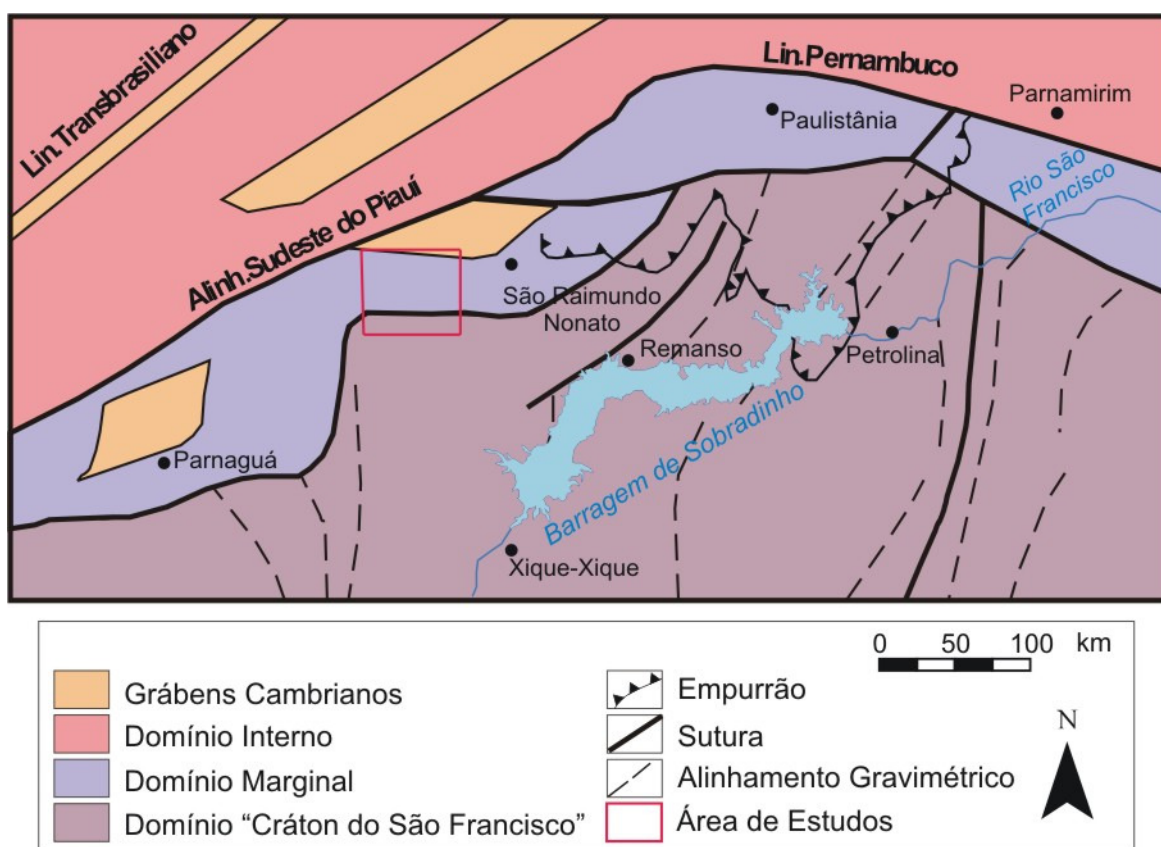 Lin.Transbrasiliano
Lin.Pernambuco
Parnamirim
Paulistânia
Rio São
Francisco
Alinh.Sudeste do Piauí
São Raimundo
Nonato
Remanso
Petrolina
Barragem de Sobradinho
Parnaguá
Xique-Xique
0 50 100 km
Grábens Cambrianos
Domínio Interno
Domínio Marginal
Domínio “Cráton do São Francisco”
Empurrão
Sutura
Alinhamento Gravimétrico
Área de Estudos
N